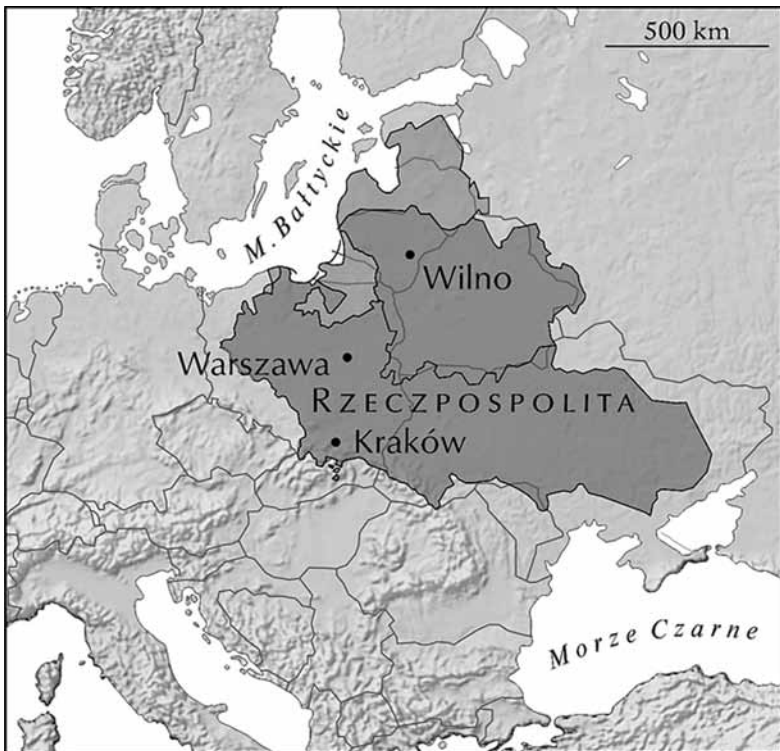 500 km
M. Bałtyckie
Wilno
Warszawa
RZECZPOSPOLITA
Kraków
Morze Czarne